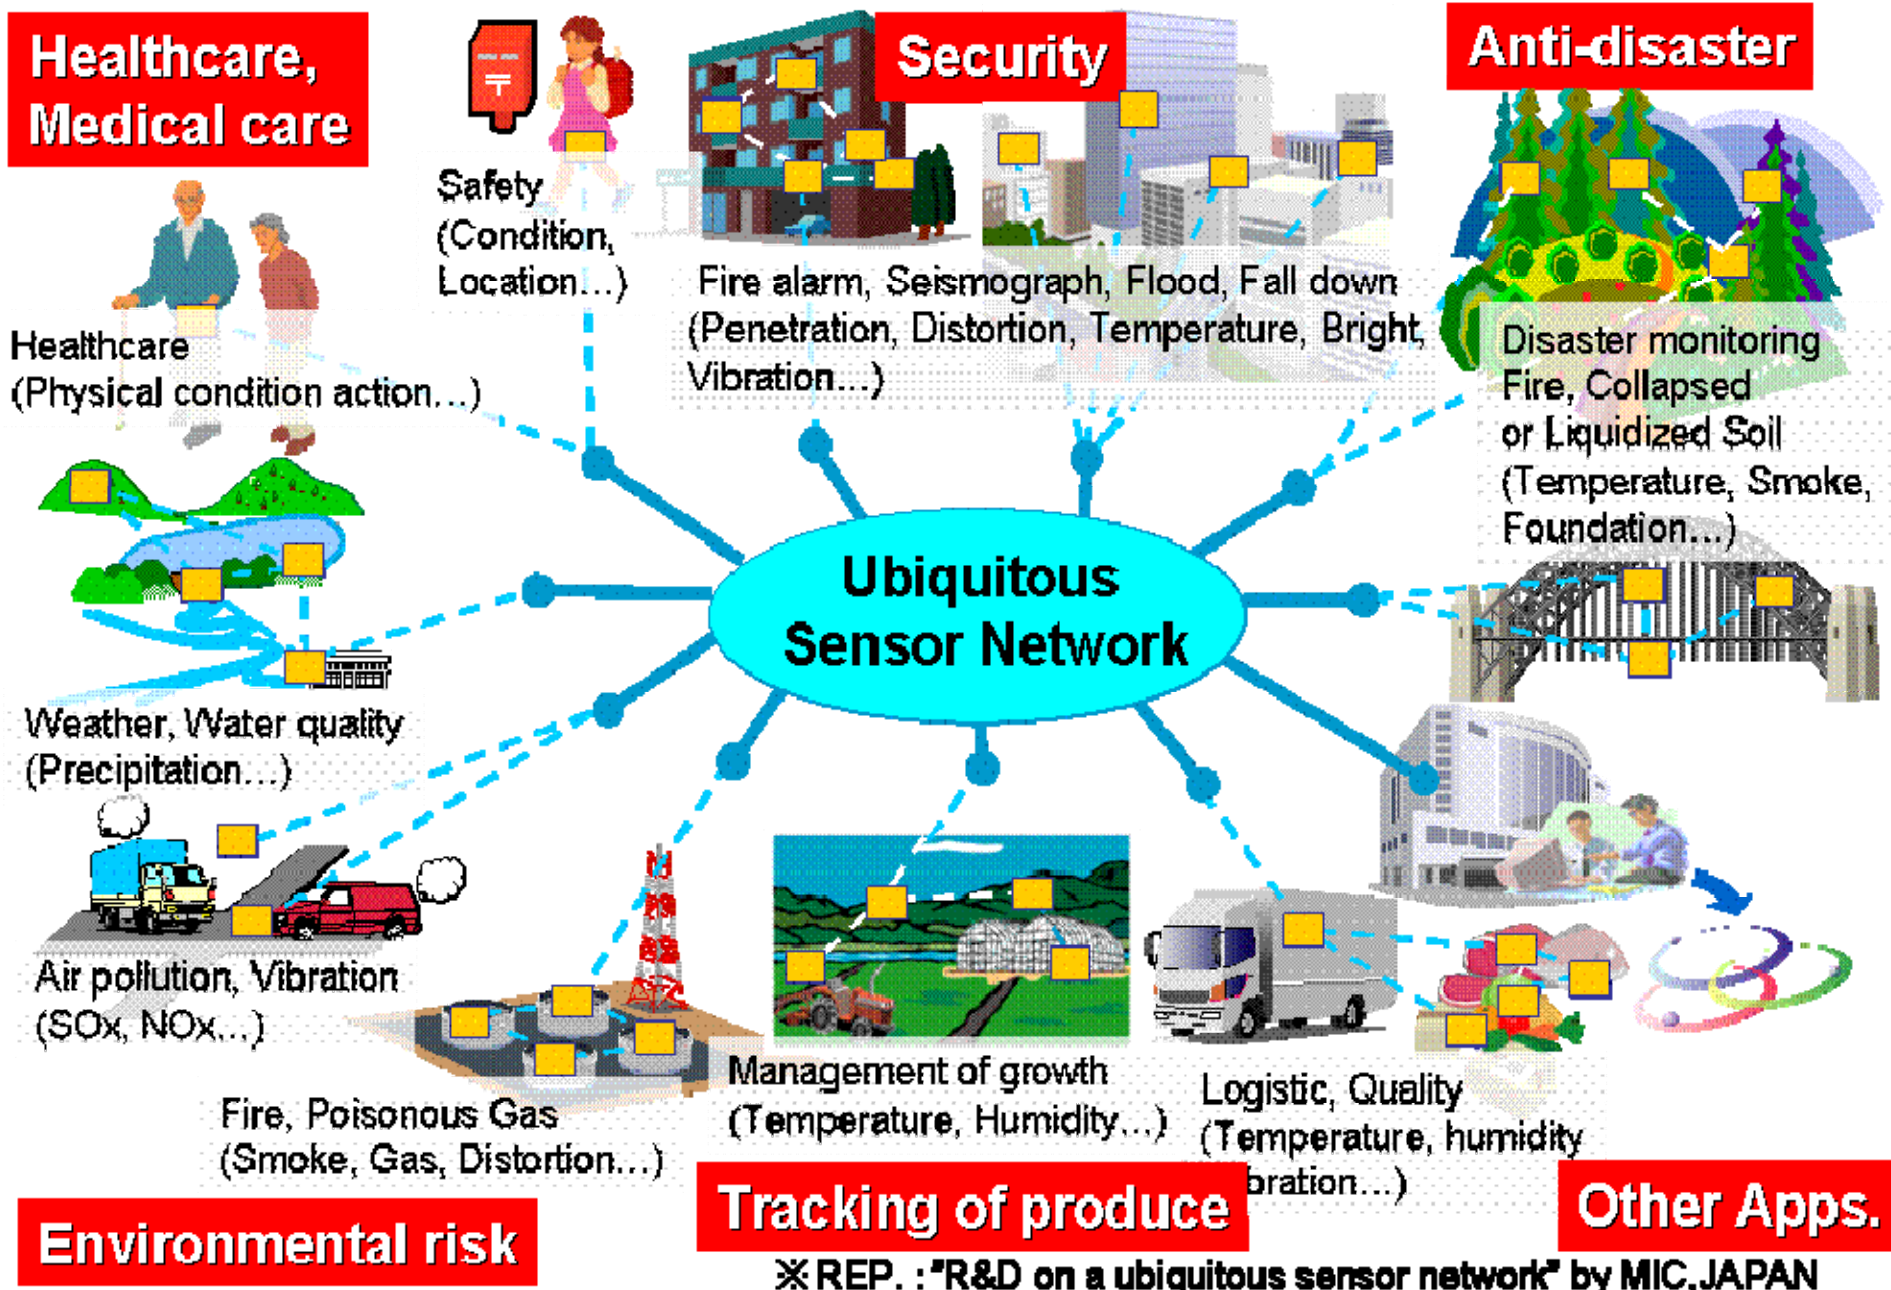 Healthcare,
Medical care
Security
Anti-disaster
〒
Safety
(Condition,
Location...)
Fire alarm, Seismograph, Flood, Fall down
(Penetration, Distortion, Temperature, Bright,
Vibration...)
Healthcare
(Physical condition action...)
Disaster monitoring
Fire, Collapsed
or Liquidized Soil
(Temperature, Smoke,
Foundation...)
Ubiquitous
Sensor Network
Weather, Water quality
(Precipitation...)
Air pollution, Vibration
(SOx, NOx...)
Fire, Poisonous Gas
(Smoke, Gas, Distortion...)
Management of growth
(Temperature, Humidity...)
Logistic, Quality
(Temperature, humidity
bration...)
Environmental risk
Tracking of produce
Other Apps.
※REP. : "R&D on a ubiquitous sensor network" by MIC.JAPAN